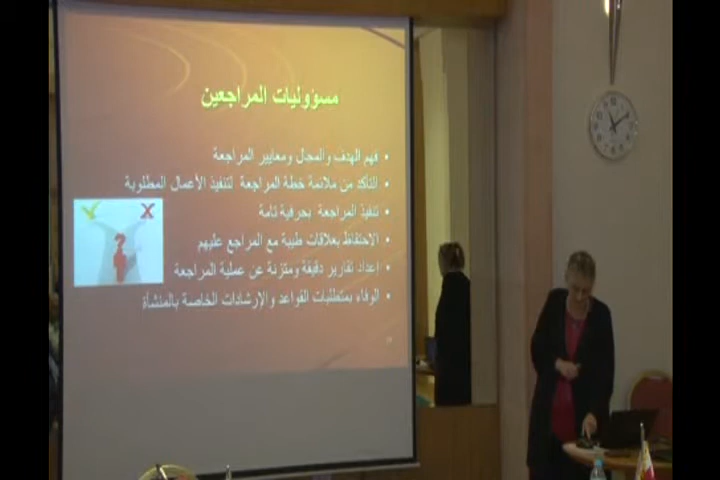 مسؤوليات المراجعين
• فهم الهدف والمجال ومعايير المراجعة
• التأكد من ملائمة خطة المراجعة لتنفيذ الأعمال المطلوبة
• تنفيذ المراجعة بحرفية تامة
• الاحتفاظ بعلاقات طيبة مع المراجع عليهم
• إعداد تقارير دقيقة ومتزنة عن عملية المراجعة
• الوفاء بمتطلبات القواعد والإرشادات الخاصة بالمنشأة